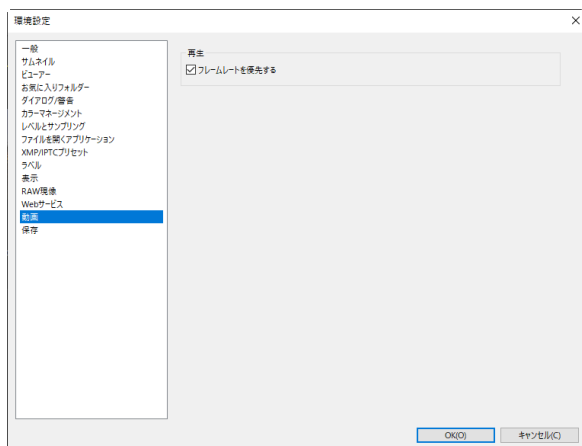 環境設定
一般
サムネイル
ビューアー
お気に入りフォルダー
ダイアログ/警告
カラーマネージメント
レベルとサンプリング
ファイルを開くアプリケーション
XMP/IPTCプリセット
ラベル
表示
RAW現像
Webサービス
動画
保存
再生
フレームレートを優先する
OK(O)
キャンセル(C)